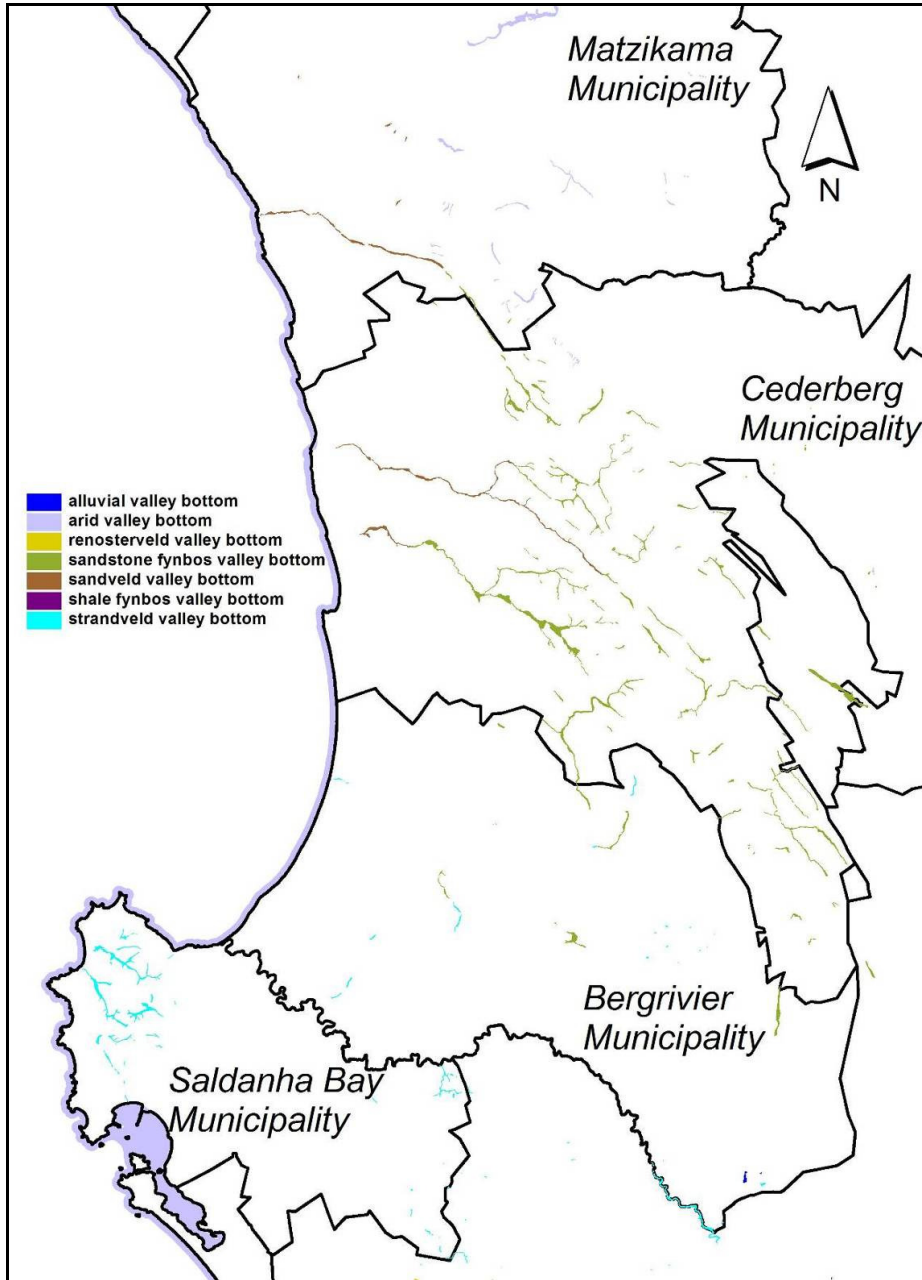 Matzikama
Municipality
N
Cederberg
Municipality
alluvial valley bottom
arid valley bottom
renosterveld valley bottom
sandstone fynbos valley bottom
sandveld valley bottom
shale fynbos valley bottom
strandveld valley bottom
Bergrivier
Municipality
Saldanha Bay
Municipality